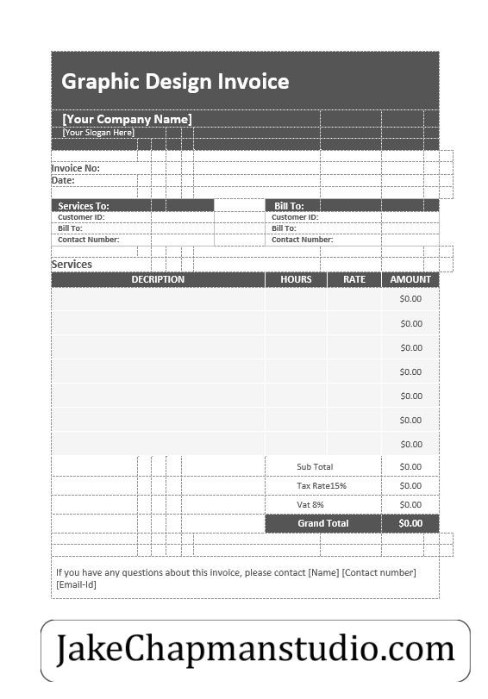 Graphic Design Invoice
[Your Company Name]
[Your Slogan Here]
Invoice No:
Date:
Services To: Bill To:
Customer ID: Customer ID:
Bill To: Bill To:
Contact Number: Contact Number:
Services
DECRIPTION HOURS RATE AMOUNT
$0.00
$0.00
$0.00
$0.00
$0.00
$0.00
$0.00
Sub Total $0.00
Tax Rate15% $0.00
Vat 8% $0.00
Grand Total $0.00
If you have any questions about this Invoice, please contact [Name] [Contact number]
[Email-Id]
JakeChapmanstudio.com